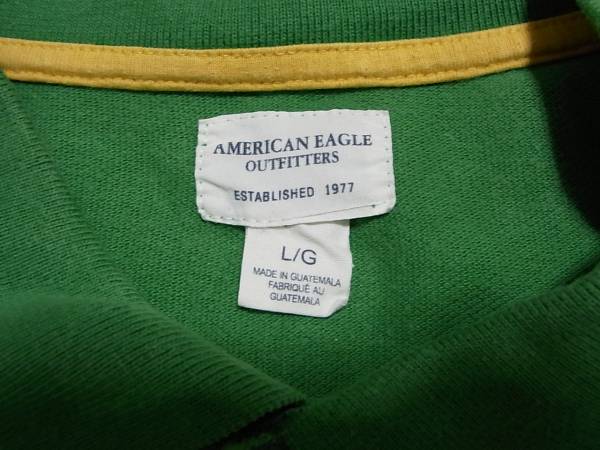 AMERICAN EAGLE
OUTFITTERS
ESTABLISHED 1977
L/G
MADE IN GUATEMALA
FABRIQUÉ AU
GUATEMALA